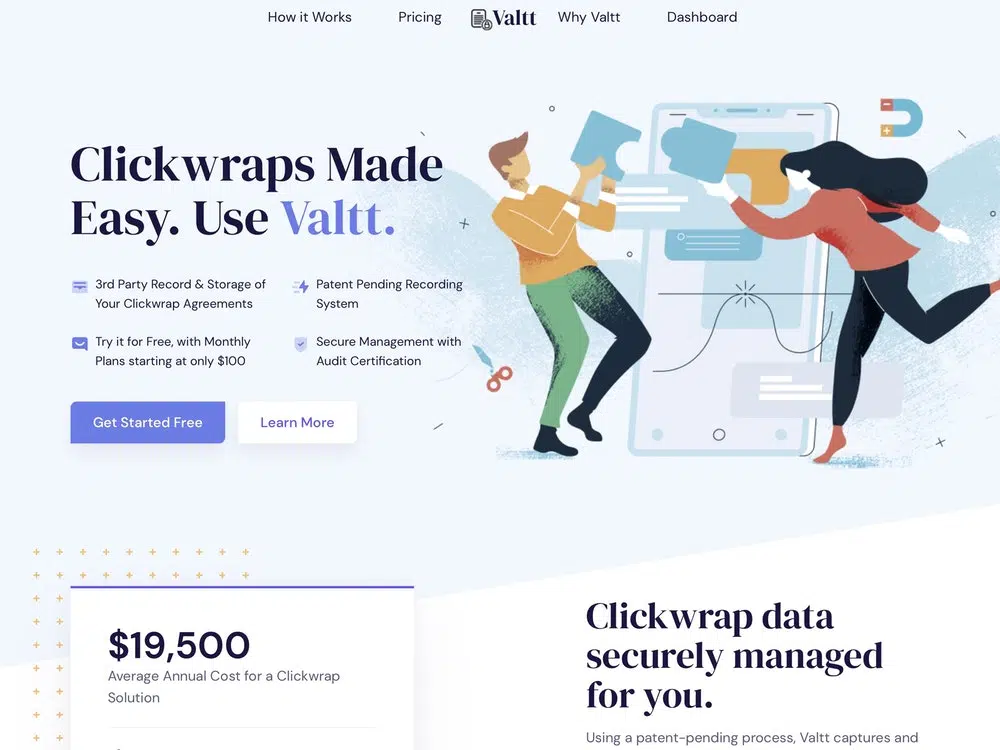 How it Works
Pricing
Valtt
Why Valtt
Dashboard
Clickwraps Made
Easy. Use Valtt.
3rd Party Record & Storage of
Your Clickwrap Agreements
Patent Pending Recording
System
Try it for Free, with Monthly
Plans starting at only $100
Secure Management with
Audit Certification
Get Started Free
Learn More
$19,500
Average Annual Cost for a Clickwrap
Solution
Clickwrap data
securely managed
for you.
Using a patent-pending process, Valtt captures and